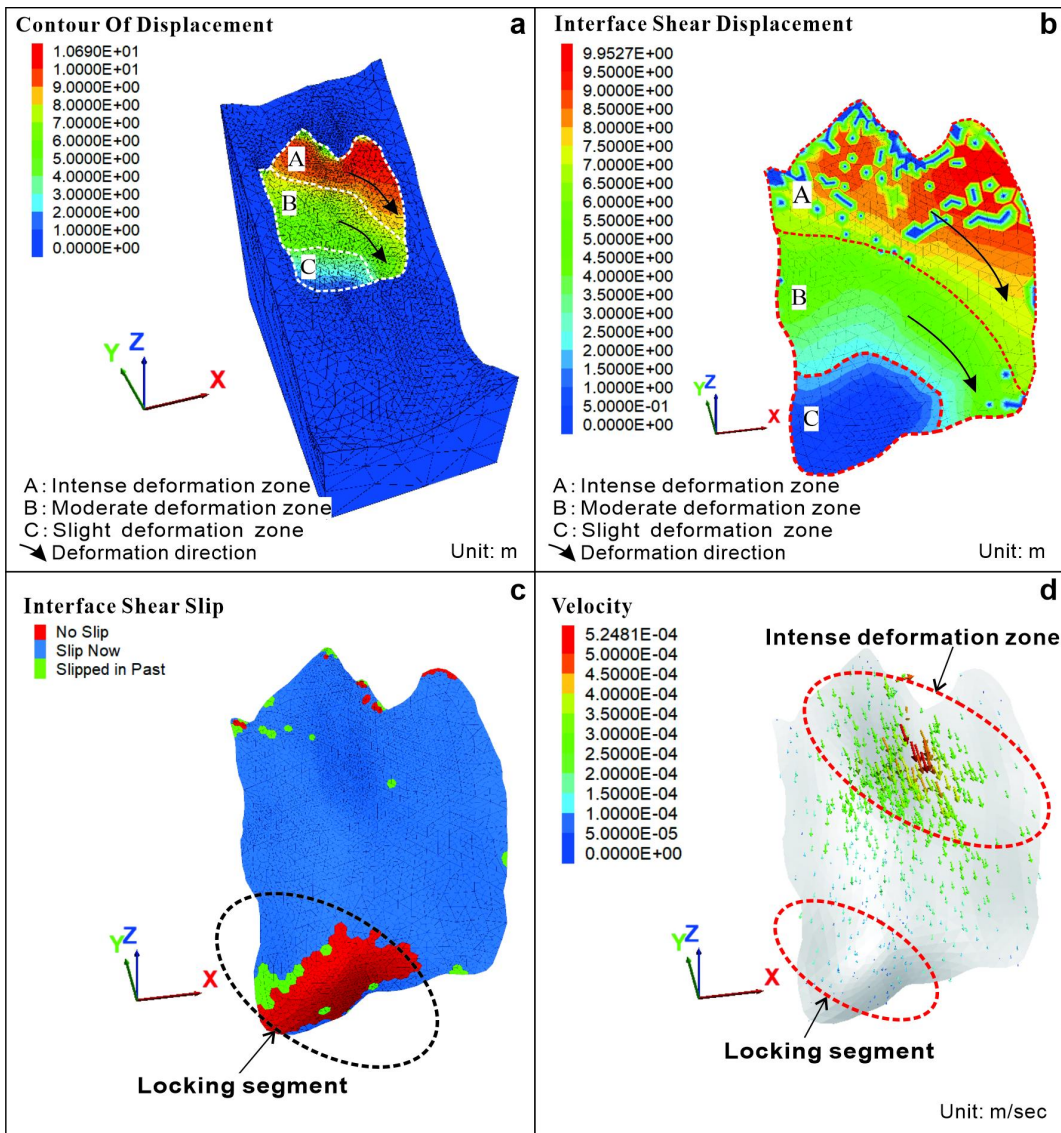 Contour Of Displacement
a
1.0690E+01
1.0000E+01
9.0000E+00
8.0000E+00
7.0000E+00
6.0000E+00
5.0000E+00
4.0000E+00
3.0000E+00
2.0000E+00
1.0000E+00
0.0000E+00
A
B
C
Y
Z
X
A: Intense deformation zone
B: Moderate deformation zone
C: Slight deformation zone
Deformation direction
Unit: m
Interface Shear Displacement
b
9.9527E+00
9.5000E+00
9.0000E+00
8.5000E+00
8.0000E+00
7.5000E+00
7.0000E+00
6.5000E+00
6.0000E+00
5.5000E+00
5.0000E+00
4.5000E+00
4.0000E+00
3.5000E+00
3.0000E+00
2.5000E+00
2.0000E+00
1.5000E+00
1.0000E+00
5.0000E-01
0.0000E+00
A
B
C
Y
Z
X
A: Intense deformation zone
B: Moderate deformation zone
C: Slight deformation zone
Deformation direction
Unit: m
Interface Shear Slip
c
No Slip
Slip Now
Slipped in Past
Y
Z
X
Locking segment
Velocity
d
5.2481E-04
5.0000E-04
4.5000E-04
4.0000E-04
3.5000E-04
3.0000E-04
2.5000E-04
2.0000E-04
1.5000E-04
1.0000E-04
5.0000E-05
0.0000E+00
Intense deformation zone
Y
Z
X
Locking segment
Unit: m/sec